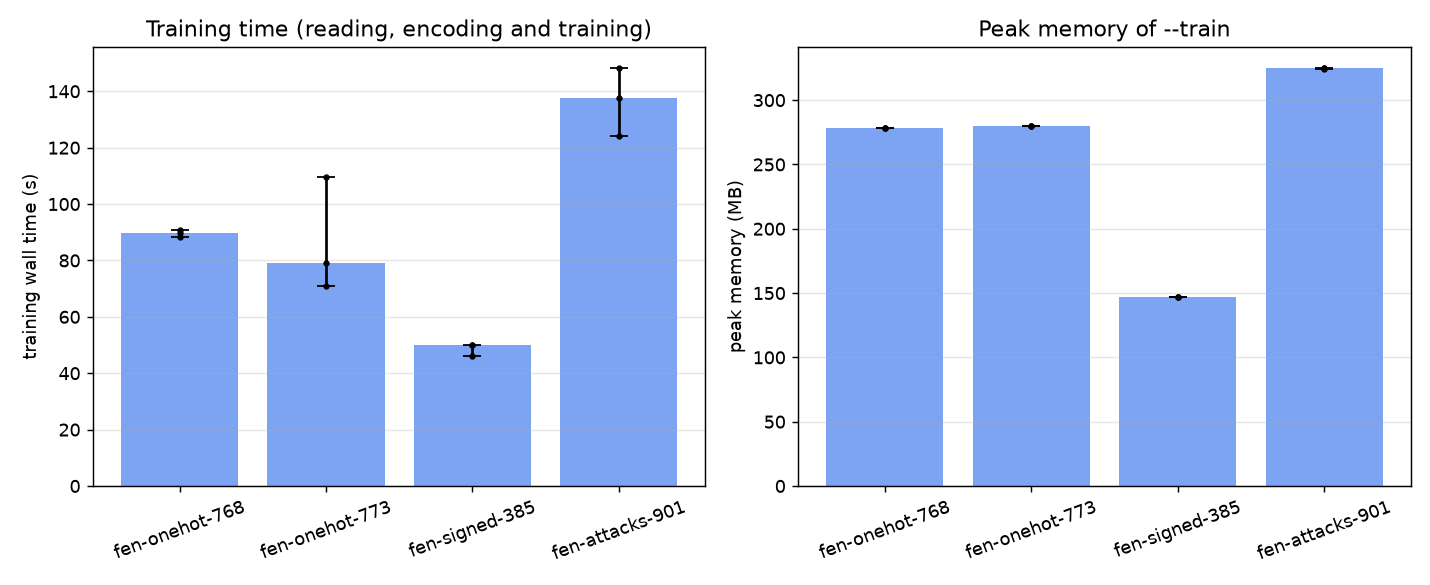 Training time (reading, encoding and training)
training wall time (s)
140
120
100
80
60
40
20
0
fen-onehot-768
fen-onehot-773
fen-signed-385
fen-attacks-901
Peak memory of --train
peak memory (MB)
300
250
200
150
100
50
0
fen-onehot-768
fen-onehot-773
fen-signed-385
fen-attacks-901